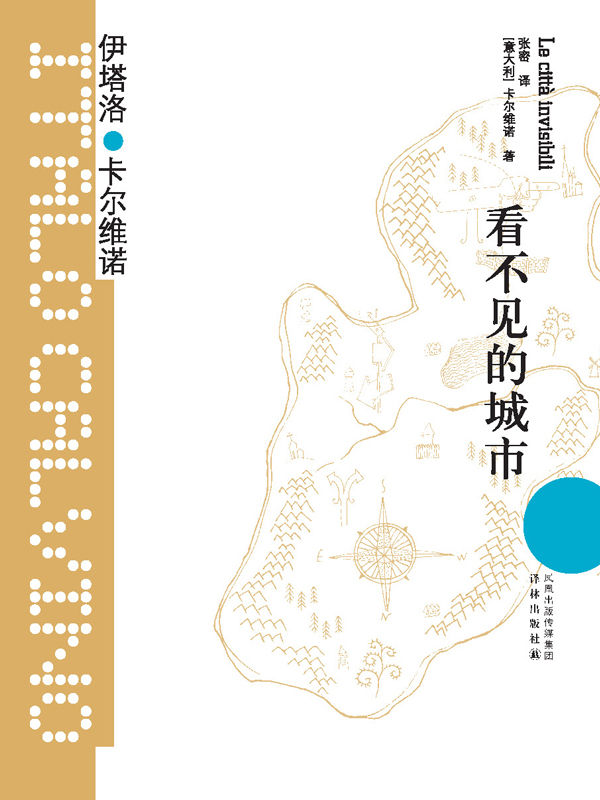 ITALO CALVINO
伊塔洛●卡尔维诺
Le città invisibili
[意大利] 卡尔维诺 著
张密 译
看不见的城市
凤凰出版传媒集团
译林出版社
E